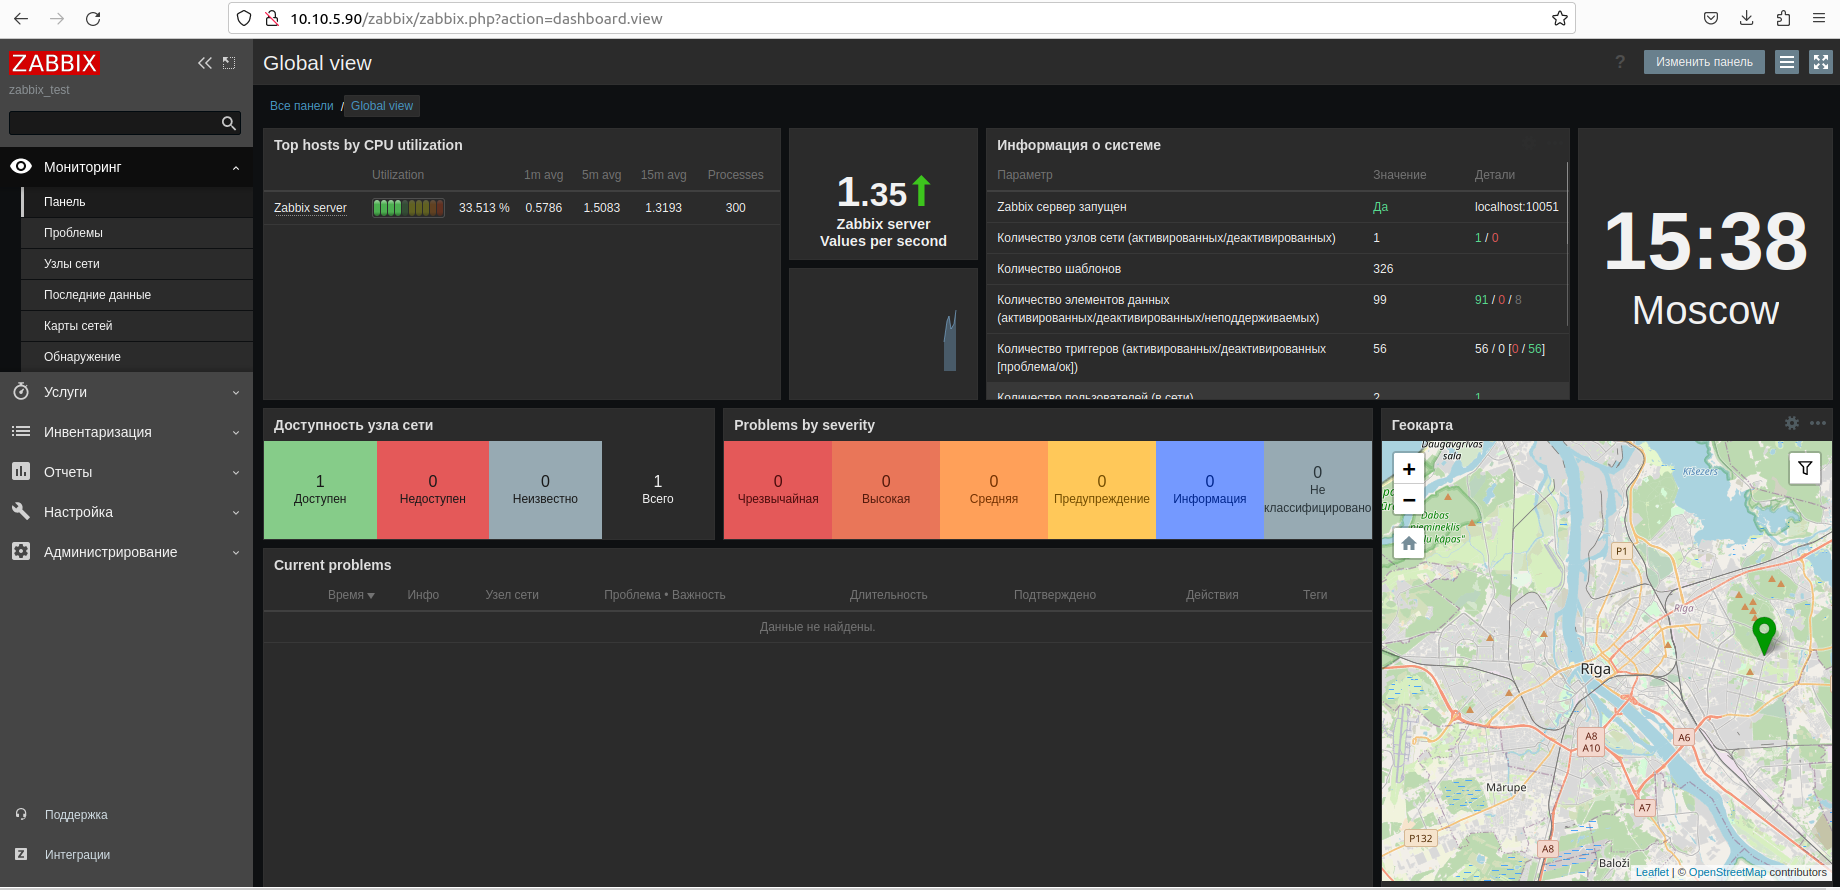 10.10.5.90/zabbix/zabbix.php?action=dashboard.view
ZABBIX
zabbix_test
Мониторинг
Панель
Проблемы
Узлы сети
Последние данные
Карты сетей
Обнаружение
Услуги
Инвентаризация
Отчеты
Настройка
Администрирование
Поддержка
Интеграции
Global view
? Изменить панель
Все панели / Global view
Top hosts by CPU utilization
Utilization 1m avg 5m avg 15m avg Processes
Zabbix server 33.513 % 0.5786 1.5083 1.3193 300
1.35
Zabbix server
Values per second
Информация о системе
Параметр Значение Детали
Zabbix сервер запущен Да localhost:10051
Количество узлов сети (активированных/деактивированных) 1 1 / 0
Количество шаблонов 326
Количество элементов данных 99 91 / 0 / 8
(активированных/деактивированных/неподдерживаемых)
Количество триггеров (активированных/деактивированных 56 56 / 0 [0 / 56]
[проблема/ок])
Количество пользователей (в сети) 2 1
15:38
Moscow
Доступность узла сети
1 0 0 1
Доступен Недоступен Неизвестно Всего
Problems by severity
0 0 0 0 0 0
Чрезвычайная Высокая Средняя Предупреждение Информация Не
классифицировано
Current problems
Время Инфо Узел сети Проблема • Важность Длительность Подтверждено Действия Теги
Данные не найдены.
Геокарта
+
−
Daugavgrīvas
sala
Ķīšezers
Dabas
piemineklis
kāpas"
P1
Rīga
Rīga
A8
A10
A6
Mārupe
A7
P132
A8
Baloži
Leaflet | © OpenStreetMap contributors